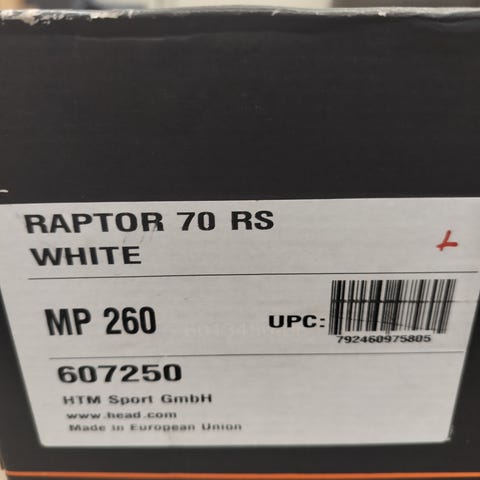 RAPTOR 70 RS
WHITE
MP 260
UPC:
792460975805
607250
HTM Sport GmbH
www.head.com
Made in European Union